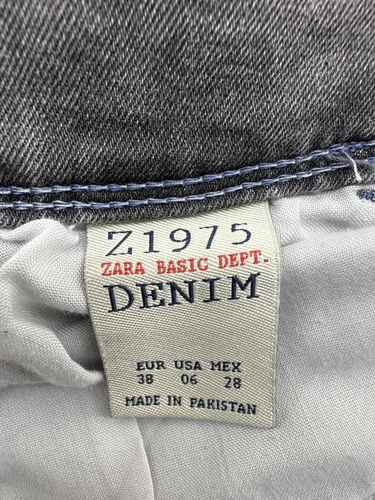 Z1975
ZARA BASIC DEPT.
DENIM
EUR USA MEX
38 06 28
MADE IN PAKISTAN